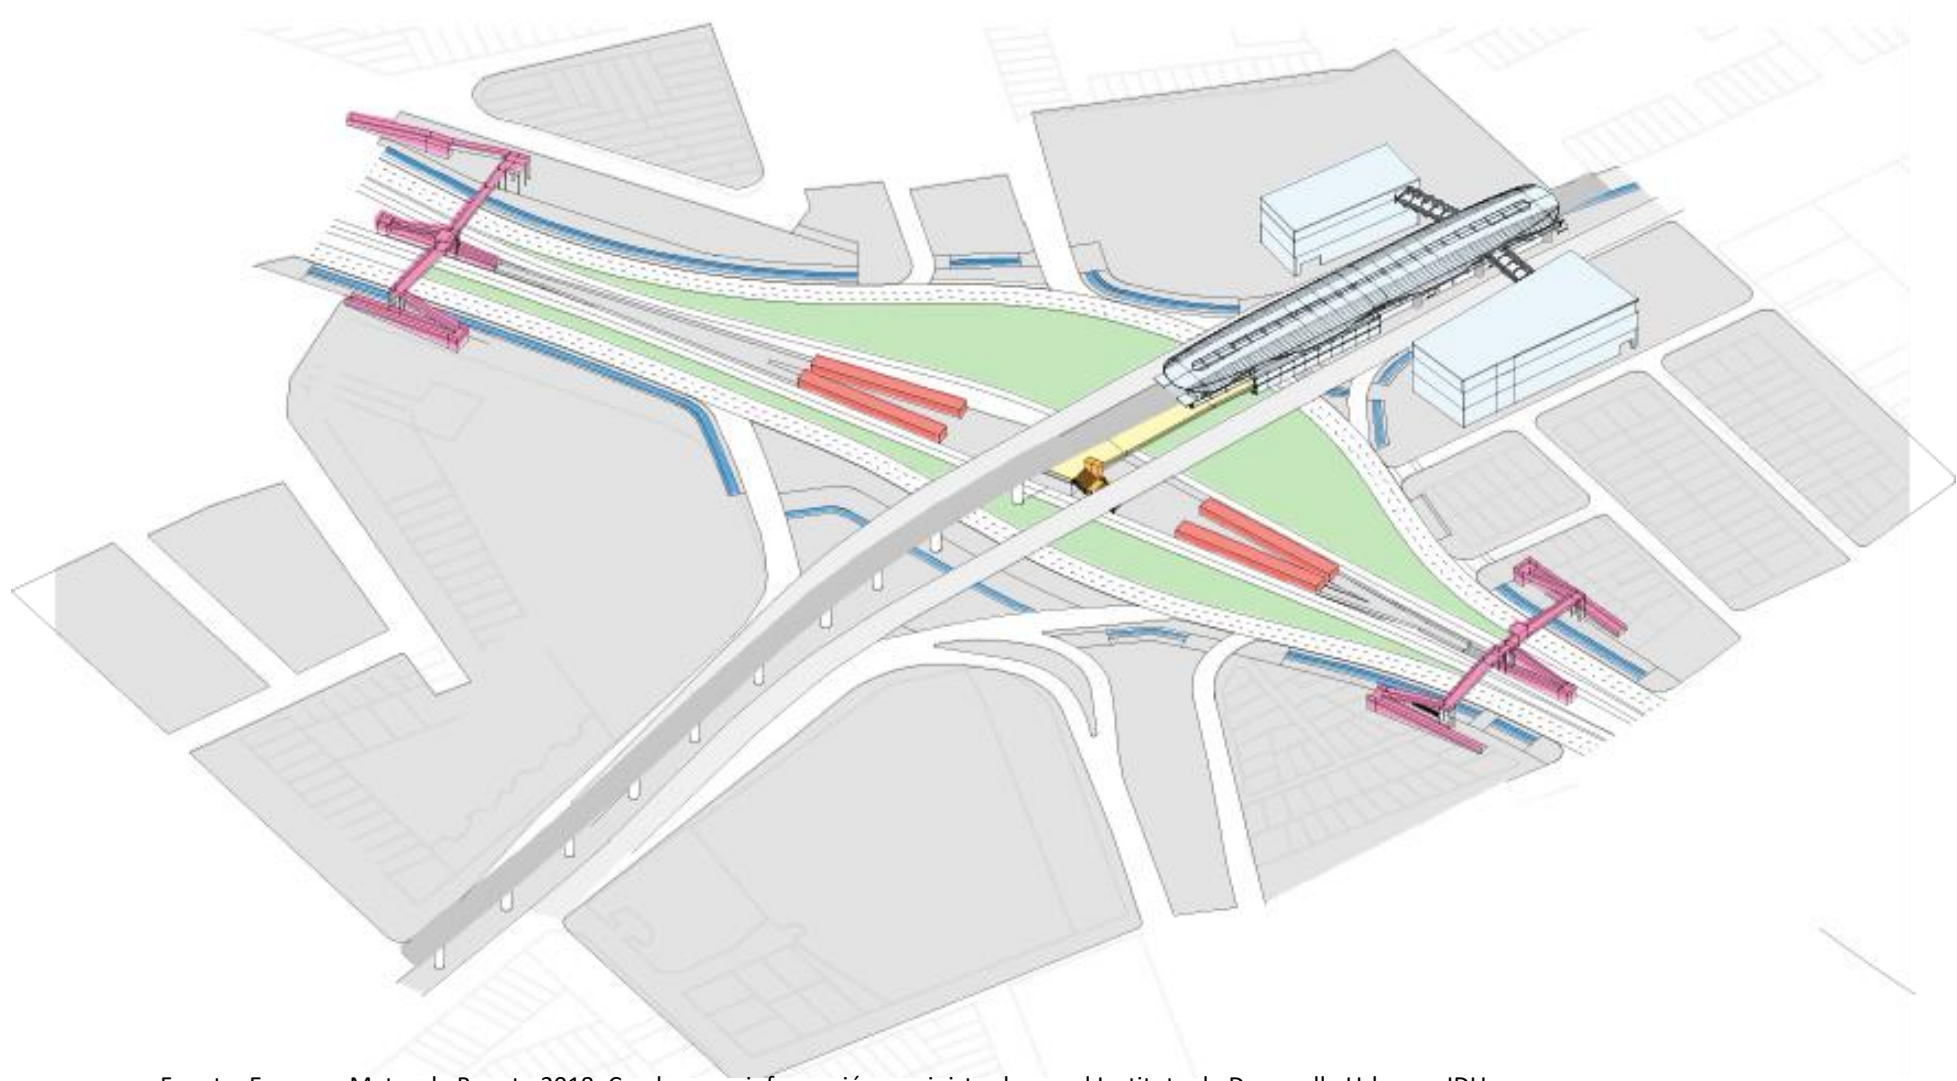 Fuente: Empresa Metro de Bogotá, 2018. Con base en información suministrada por el Instituto de Desarrollo Urbano - IDU